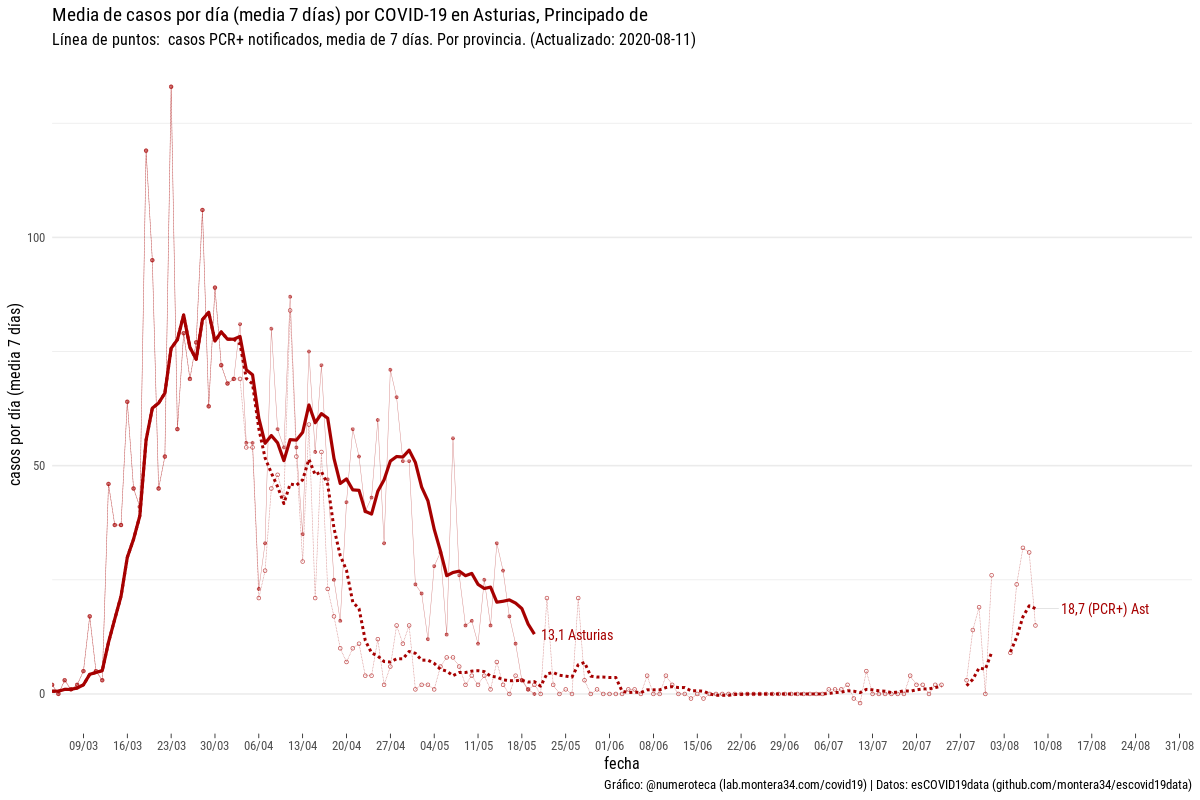 Media de casos por día (media 7 días) por COVID-19 en Asturias, Principado de
Línea de puntos:  casos PCR+ notificados, media de 7 días. Por provincia. (Actualizado: 2020-08-11)
casos por día (media 7 días)
100
50
0
13,1 Asturias
18,7 (PCR+) Ast
09/03 16/03 23/03 30/03 06/04 13/04 20/04 27/04 04/05 11/05 18/05 25/05 01/06 08/06 15/06 22/06 29/06 06/07 13/07 20/07 27/07 03/08 10/08 17/08 24/08 31/08
fecha
Gráfico: @numeroteca (lab.montera34.com/covid19) | Datos: esCOVID19data (github.com/montera34/escovid19data)